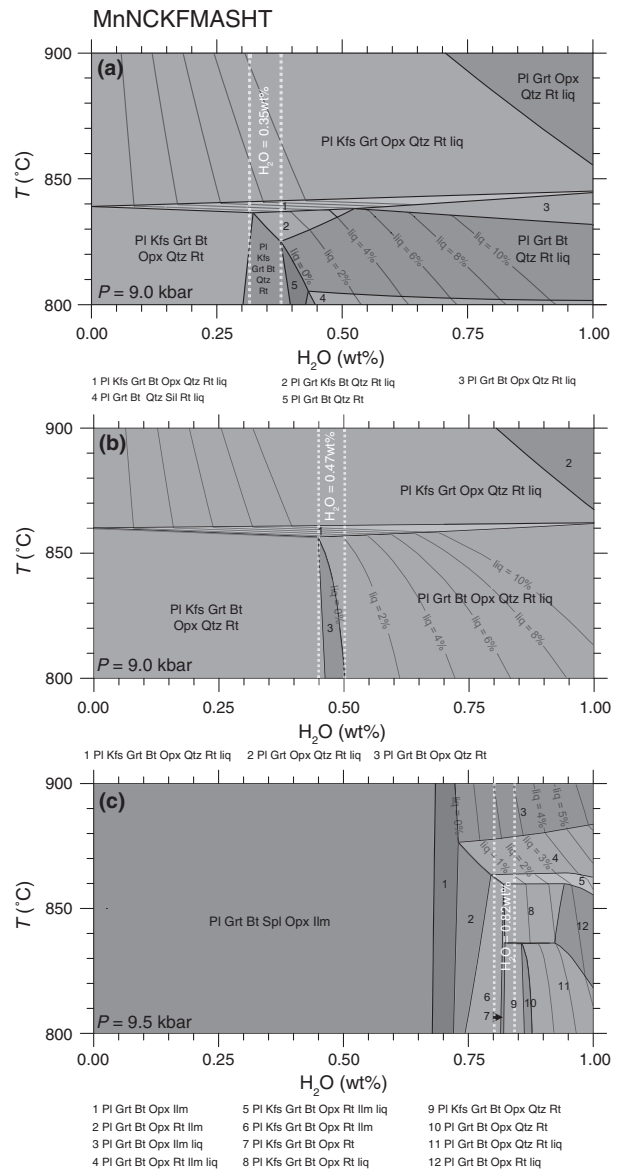 MnNCKFMASHT
900
(a)
Pl Grt Opx
Qtz Rt liq
H2O = 0.35wt%
Pl Kfs Grt Opx Qtz Rt liq
T (˚C)
850
1
3
2
Pl Kfs Grt Bt
Opx Qtz Rt
Pl
Kfs
Grt Bt
Qtz
Rt
liq = 0%
liq = 2%
liq = 4%
liq = 6%
liq = 8%
liq = 10%
Pl Grt Bt
Qtz Rt liq
5
4
P = 9.0 kbar
800
0.00 0.25 0.50 0.75 1.00
H2O (wt%)
1 Pl Kfs Grt Bt Opx Qtz Rt liq 2 Pl Grt Kfs Bt Qtz Rt liq 3 Pl Grt Bt Opx Qtz Rt liq
4 Pl Grt Bt Qtz Sil Rt liq 5 Pl Grt Bt Qtz Rt
900
(b)
H2O = 0.47wt%
2
Pl Kfs Grt Opx Qtz Rt liq
T (˚C)
850
1
liq = 10%
Pl Kfs Grt Bt
Opx Qtz Rt
liq = 0%
Pl Grt Bt Opx Qtz Rt liq
3
liq = 2%
liq = 4%
liq = 6%
liq = 8%
P = 9.0 kbar
800
0.00 0.25 0.50 0.75 1.00
H2O (wt%)
1 Pl Kfs Grt Bt Opx Qtz Rt liq 2 Pl Grt Opx Qtz Rt liq 3 Pl Grt Bt Opx Qtz Rt
900
(c)
liq = 0%
3
liq = 4%
liq = 5%
liq = 1%
liq = 2%
liq = 3%
4
5
T (˚C)
850
1
Pl Grt Bt Spl Opx Ilm
2
H2O = 0.82wt%
8
12
6
7
9
10
11
P = 9.5 kbar
800
0.00 0.25 0.50 0.75 1.00
H2O (wt%)
1 Pl Grt Bt Opx Ilm 5 Pl Kfs Grt Bt Opx Rt Ilm liq 9 Pl Kfs Grt Bt Opx Qtz Rt
2 Pl Grt Bt Opx Rt Ilm 6 Pl Kfs Grt Bt Opx Rt Ilm 10 Pl Grt Bt Opx Qtz Rt
3 Pl Grt Bt Opx Ilm liq 7 Pl Kfs Grt Bt Opx Rt 11 Pl Grt Bt Opx Qtz Rt liq
4 Pl Grt Bt Opx Rt Ilm liq 8 Pl Kfs Grt Bt Opx Rt liq 12 Pl Grt Bt Opx Rt liq